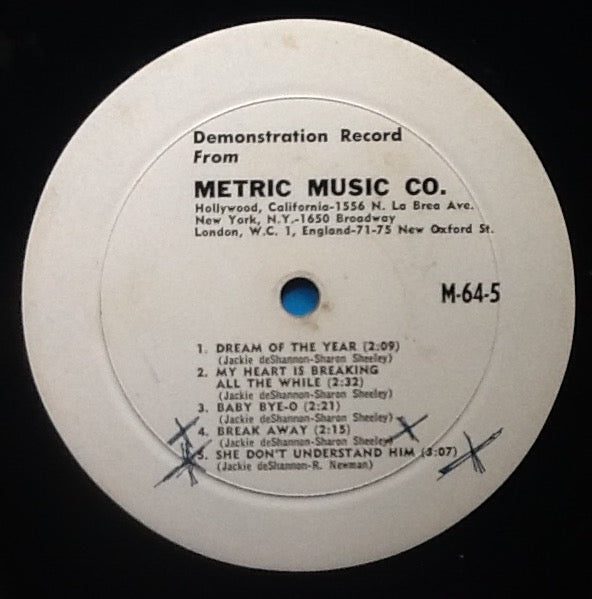 Demonstration Record
From
METRIC MUSIC CO.
Hollywood, California-1556 N. La Brea Ave.
New York, N.Y.-1650 Broadway
London, W.C. 1, England-71-75 New Oxford St.
M-64-5
1. DREAM OF THE YEAR (2:09)
(Jackie deShannon-Sharon Sheeley)
2. MY HEART IS BREAKING
ALL THE WHILE (2:32)
(Jackie deShannon-Sharon Sheeley)
3. BABY BYE-O (2:21)
(Jackie deShannon-Sharon Sheeley)
4. BREAK AWAY (2:15)
(Jackie deShannon-Sharon Sheeley)
5. SHE DON'T UNDERSTAND HIM (3:07)
(Jackie deShannon-R. Newman)